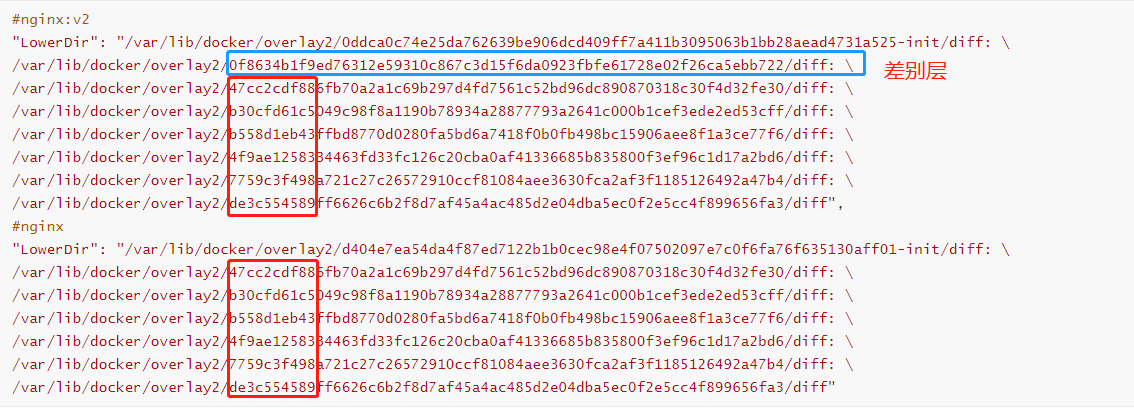 #nginx:v2
"LowerDir": "/var/lib/docker/overlay2/0ddca0c74e25da762639be906dcd409ff7a411b3095063b1bb28aead4731a525-init/diff: \
/var/lib/docker/overlay2/0f8634b1f9ed76312e59310c867c3d15f6da0923fbfe61728e02f26ca5ebb722/diff: \
差别层
/var/lib/docker/overlay2/47cc2cdf886fb70a2a1c69b297d4fd7561c52bd96dc890870318c30f4d32fe30/diff: \
/var/lib/docker/overlay2/b30cfd61c5049c98f8a1190b78934a28877793a2641c000b1cef3ede2ed53cff/diff: \
/var/lib/docker/overlay2/b558d1eb43ffbd8770d0280fa5bd6a7418f0b0fb498bc15906aee8f1a3ce77f6/diff: \
/var/lib/docker/overlay2/4f9ae1258334463fd33fc126c20cba0af41336685b835800f3ef96c1d17a2bd6/diff: \
/var/lib/docker/overlay2/7759c3f498a721c27c26572910ccf81084aee3630fca2af3f1185126492a47b4/diff: \
/var/lib/docker/overlay2/de3c554589ff6626c6b2f8d7af45a4ac485d2e04dba5ec0f2e5cc4f899656fa3/diff",
#nginx
"LowerDir": "/var/lib/docker/overlay2/d404e7ea54da4f87ed7122b1b0cec98e4f07502097e7c0f6fa76f635130aff01-init/diff: \
/var/lib/docker/overlay2/47cc2cdf886fb70a2a1c69b297d4fd7561c52bd96dc890870318c30f4d32fe30/diff: \
/var/lib/docker/overlay2/b30cfd61c5049c98f8a1190b78934a28877793a2641c000b1cef3ede2ed53cff/diff: \
/var/lib/docker/overlay2/b558d1eb43ffbd8770d0280fa5bd6a7418f0b0fb498bc15906aee8f1a3ce77f6/diff: \
/var/lib/docker/overlay2/4f9ae1258334463fd33fc126c20cba0af41336685b835800f3ef96c1d17a2bd6/diff: \
/var/lib/docker/overlay2/7759c3f498a721c27c26572910ccf81084aee3630fca2af3f1185126492a47b4/diff: \
/var/lib/docker/overlay2/de3c554589ff6626c6b2f8d7af45a4ac485d2e04dba5ec0f2e5cc4f899656fa3/diff"